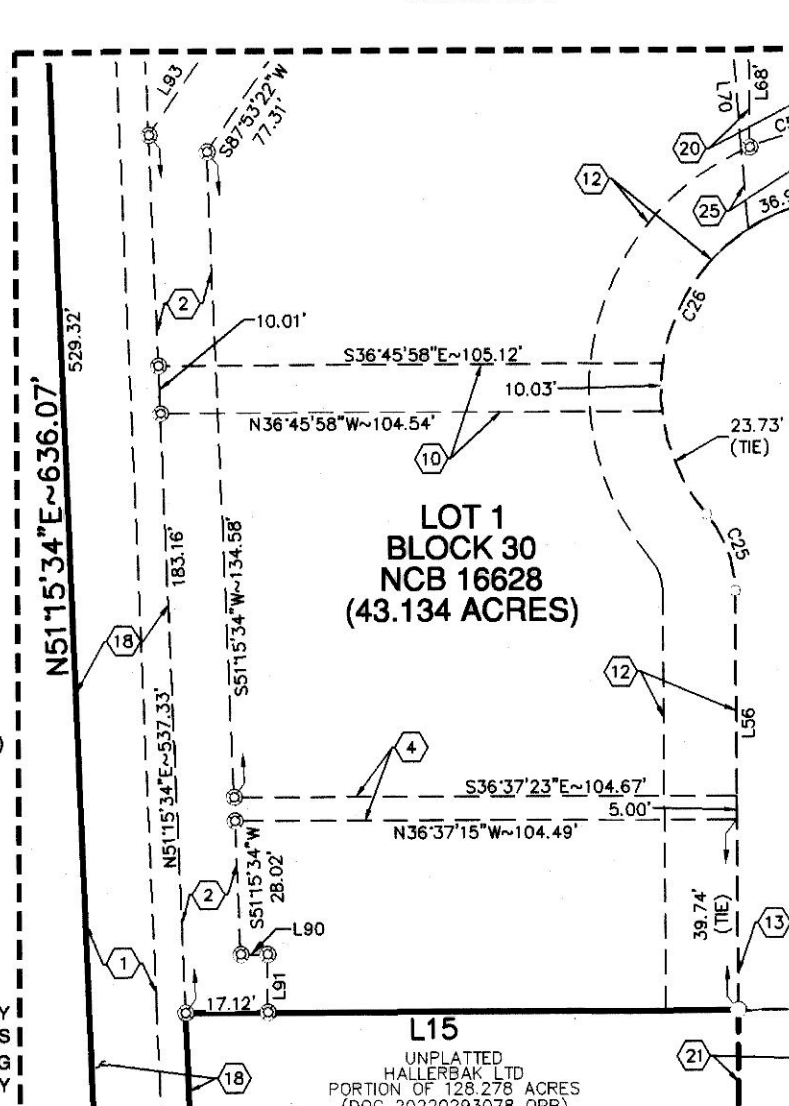 L93
S87°53'22"W
77.31'
L70
L68'
20
12
25
36.9
C26
2
10.01'
529.32'
S36°45'58"E~105.12'
10.03'
N36°45'58"W~104.54'
10
23.73'
(TIE)
N51°15'34"E~636.07'
LOT 1
BLOCK 30
NCB 16628
(43.134 ACRES)
C25
183.16'
S51°15'34"W~134.58'
18
12
L56
4
N51°15'34"E~537.33'
S36°37'23"E~104.67'
5.00'
N36°37'15"W~104.49'
S51°15'34"W
28.02'
2
39.74'
(TIE)
13
L90
1
L91
17.12'
L15
Y
S
G
Y
18
UNPLATTED
HALLERBAK LTD
PORTION OF 128.278 ACRES
21